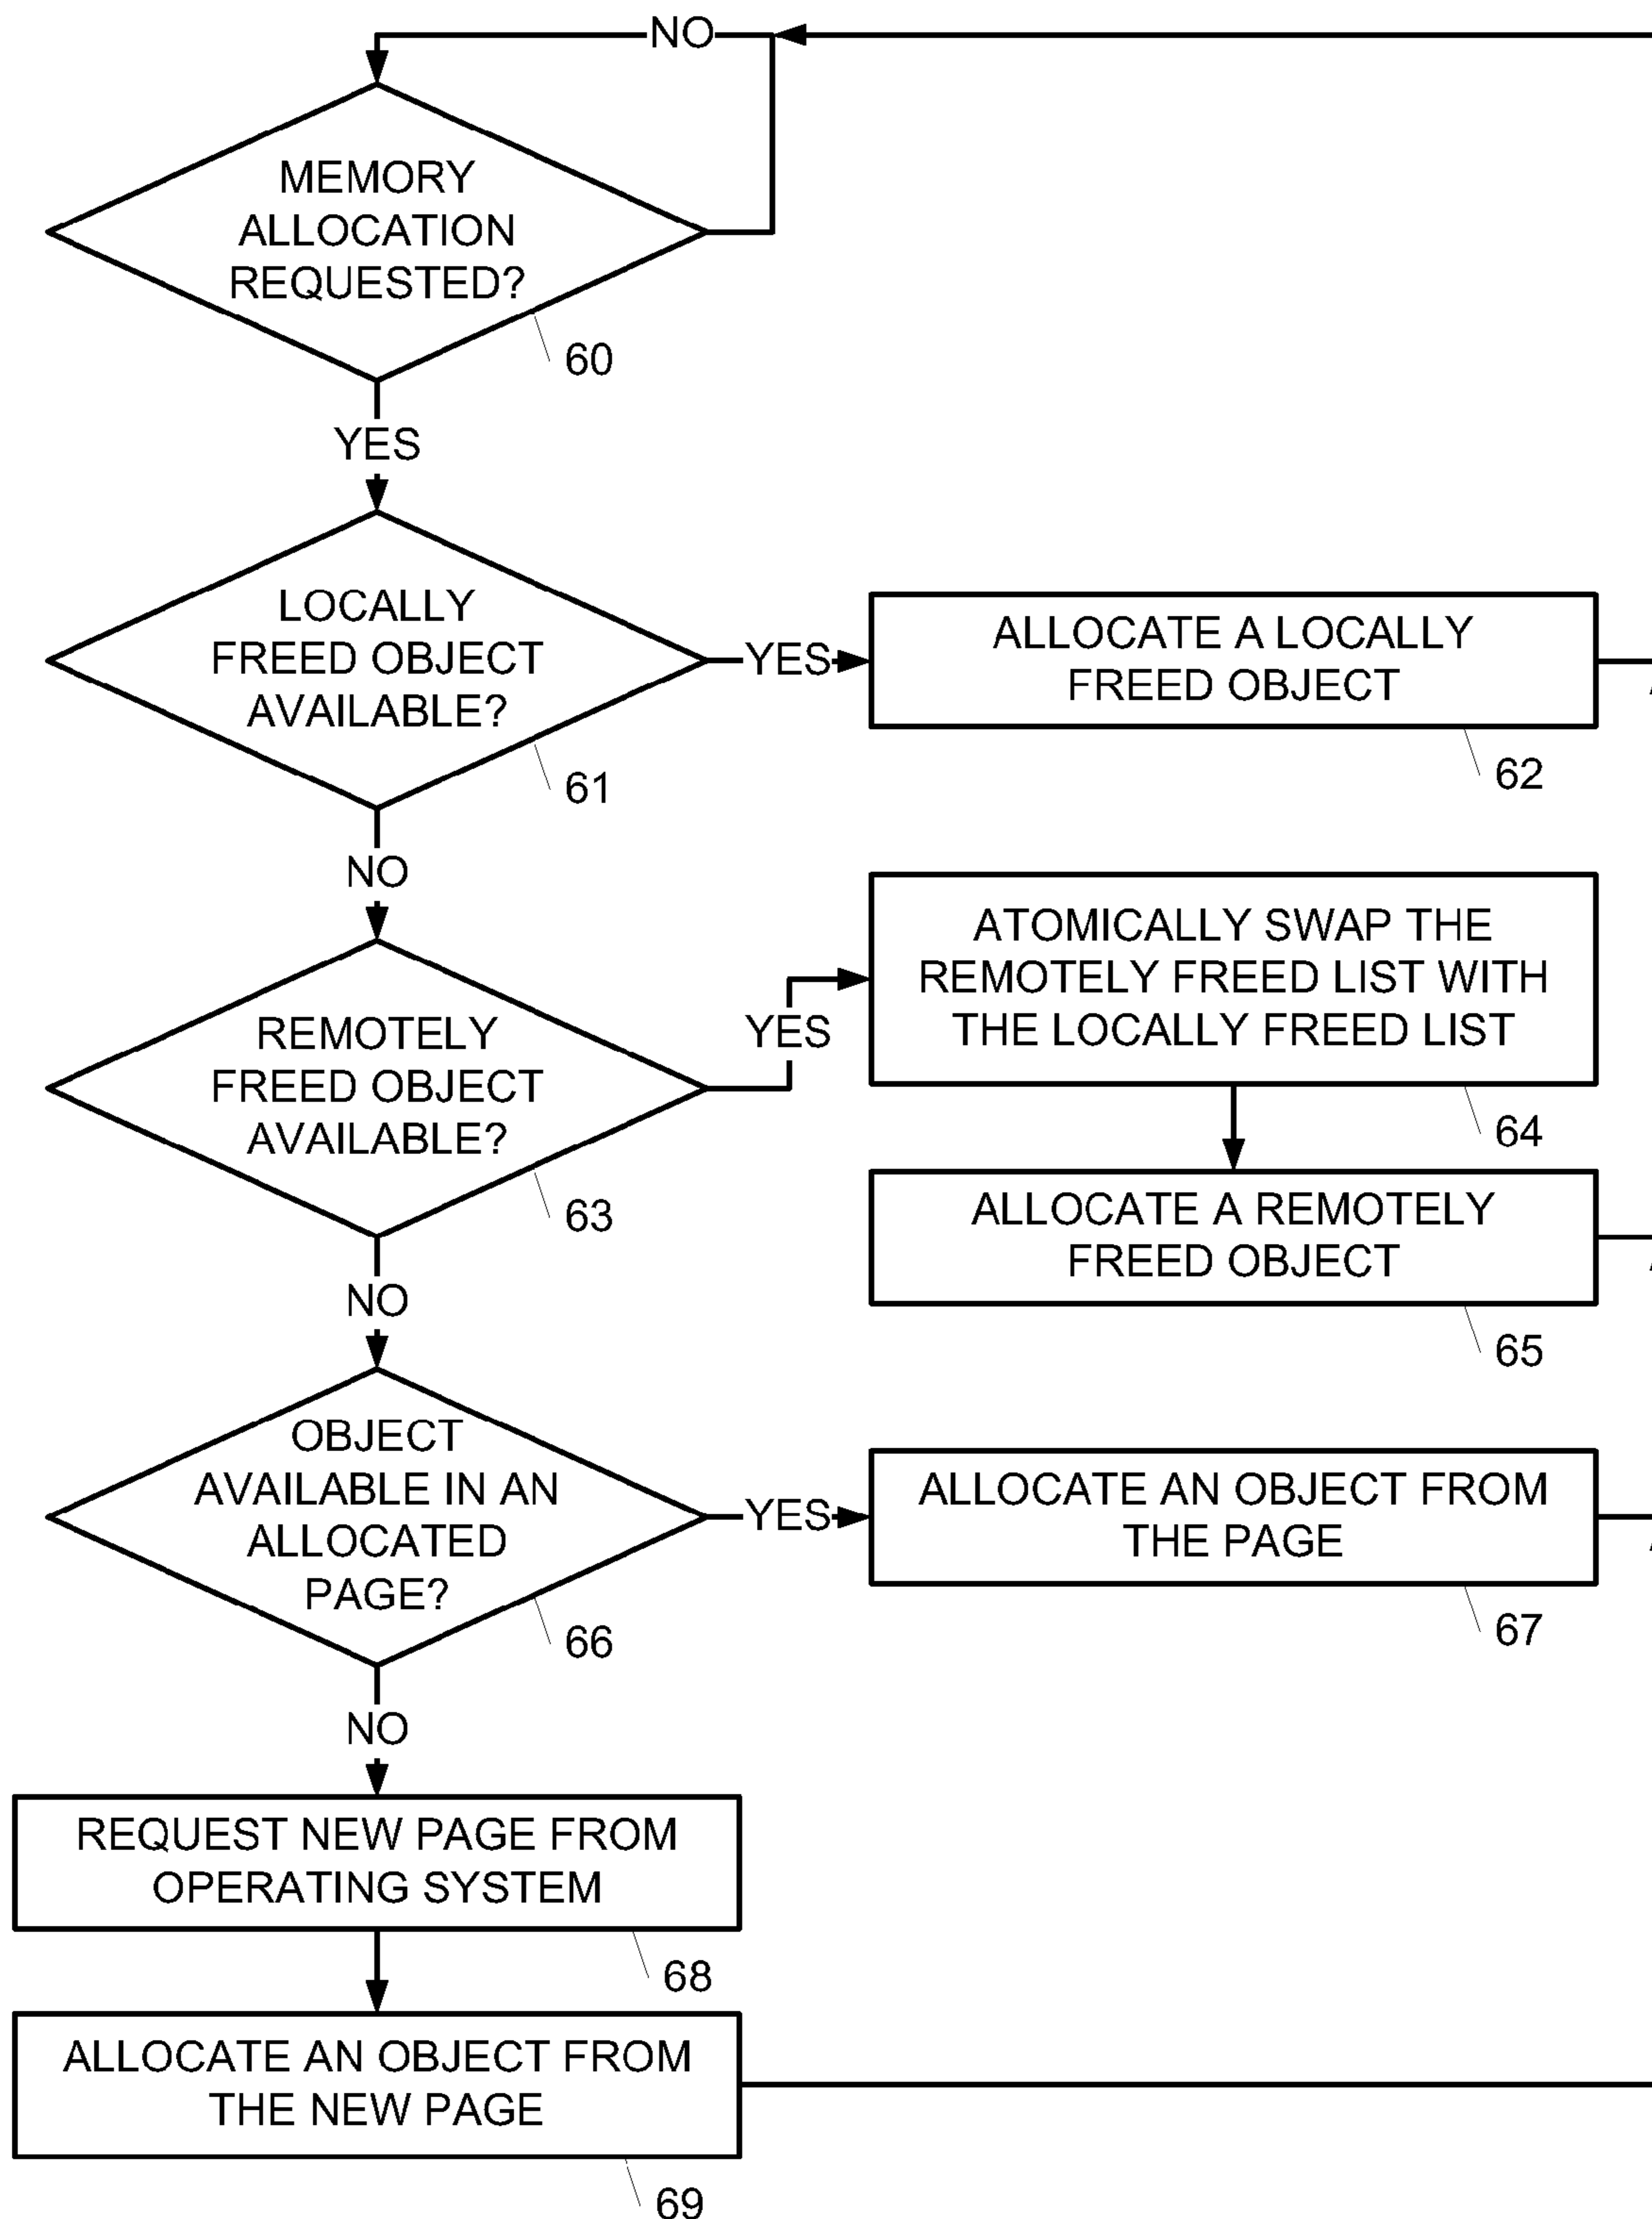 NO
MEMORY
ALLOCATION
REQUESTED?
60
YES
LOCALLY
FREED OBJECT
AVAILABLE?
61
YES
ALLOCATE A LOCALLY
FREED OBJECT
62
NO
REMOTELY
FREED OBJECT
AVAILABLE?
63
YES
ATOMICALLY SWAP THE
REMOTELY FREED LIST WITH
THE LOCALLY FREED LIST
64
ALLOCATE A REMOTELY
FREED OBJECT
65
NO
OBJECT
AVAILABLE IN AN
ALLOCATED
PAGE?
66
YES
ALLOCATE AN OBJECT FROM
THE PAGE
67
NO
REQUEST NEW PAGE FROM
OPERATING SYSTEM
68
ALLOCATE AN OBJECT FROM
THE NEW PAGE
69